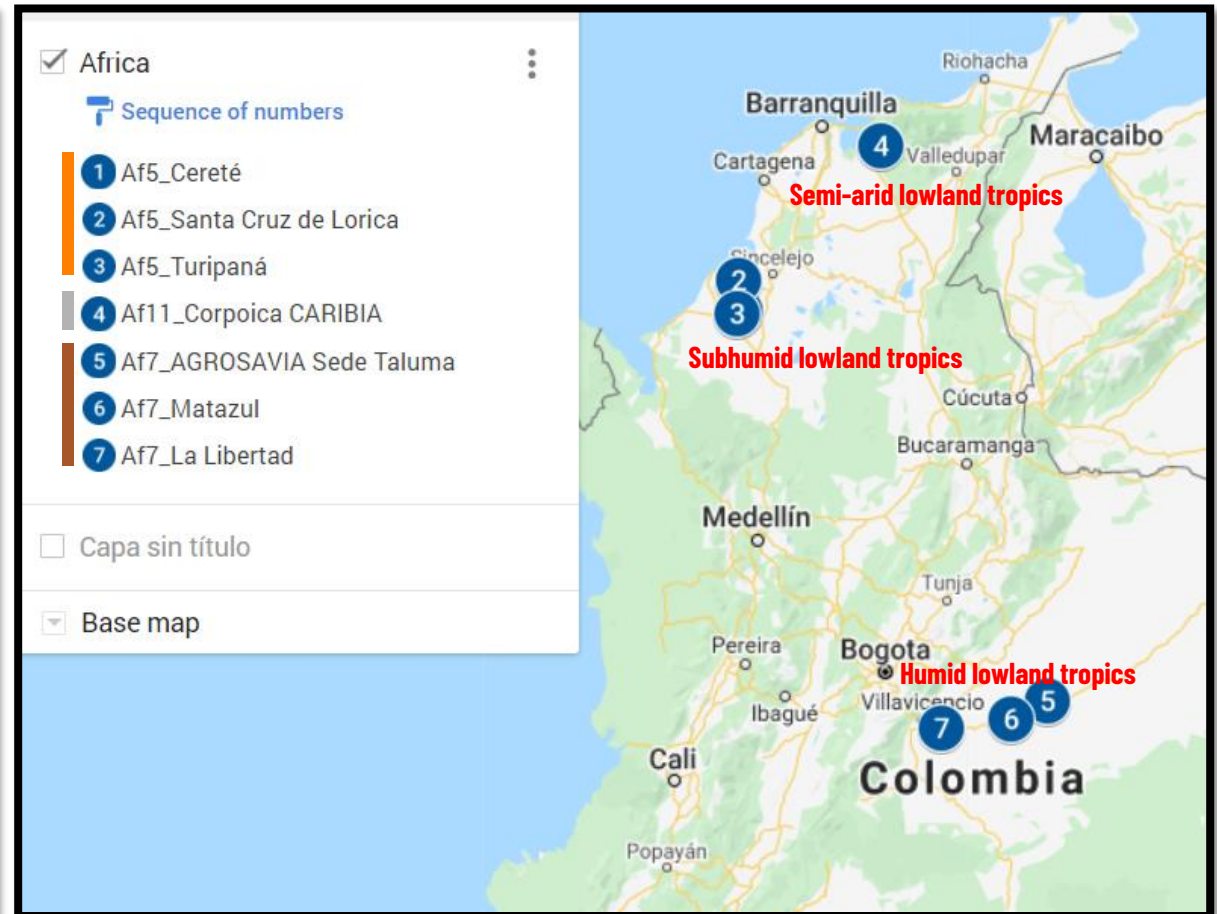 Africa
Sequence of numbers
1 Af5_Cereté
2 Af5_Santa Cruz de Lorica
3 Af5_Turipaná
4 Af11_Corpoica CARIBIA
5 Af7_AGROSAVIA Sede Taluma
6 Af7_Matazul
7 Af7_La Libertad
Capa sin título
Base map
Riohacha
Barranquilla
Maracaibo
4
Valledupar
Cartagena
Semi-arid lowland tropics
Sincelejo
2
3
Subhumid lowland tropics
Cúcuta
Bucaramanga
Medellín
Tunja
Pereira
Bogota
Humid lowland tropics
Ibagué
Villavicencio
5
6
7
Cali
Colombia
Popayán